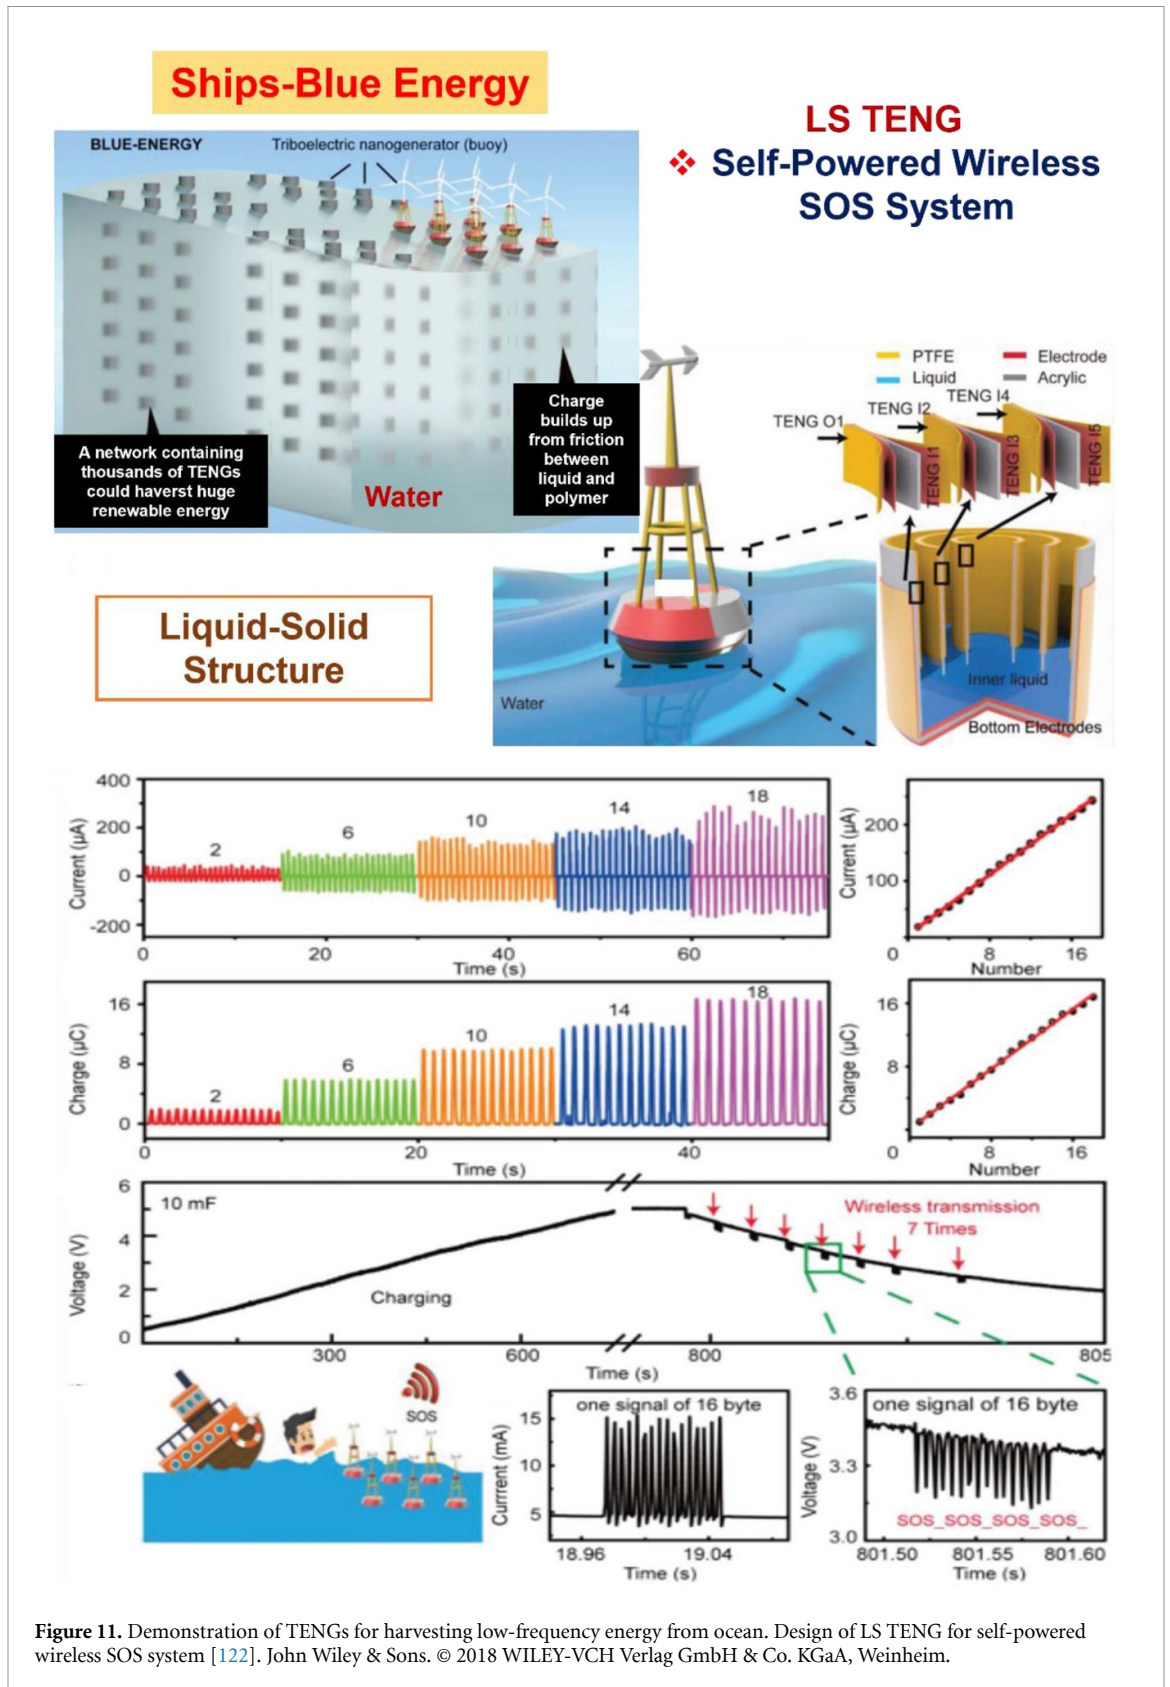 Ships-Blue Energy
BLUE-ENERGY
Triboelectric nanogenerator (buoy)
A network containing
thousands of TENGs
could haverst huge
renewable energy
Water
Charge
builds up
from friction
between
liquid and
polymer
LS TENG
❖ Self-Powered Wireless
SOS System
Liquid-Solid
Structure
PTFE
Electrode
Liquid
Acrylic
TENG O1
TENG I2
TENG I4
TENG I1
TENG I3
TENG I5
Inner liquid
Bottom Electrodes
Water
400
200
0
-200
Current (µA)
2
6
10
14
18
0
20
40
60
Time (s)
200
100
Current (µA)
0
8
16
Number
16
8
0
Charge (µC)
2
6
10
14
18
0
20
40
Time (s)
16
8
Charge (µC)
0
8
16
Number
6
4
2
0
Voltage (V)
10 mF
Charging
Wireless transmission
7 Times
300
600
800
805
Time (s)
SOS
one signal of 16 byte
15
10
5
Currrent (mA)
18.96
19.04
Time (s)
one signal of 16 byte
3.6
3.3
3.0
Voltage (V)
SOS_SOS_SOS_SOS_
801.50
801.55
801.60
Time (s)
Figure 11. Demonstration of TENGs for harvesting low-frequency energy from ocean. Design of LS TENG for self-powered
wireless SOS system [122]. John Wiley & Sons. © 2018 WILEY-VCH Verlag GmbH & Co. KGaA, Weinheim.